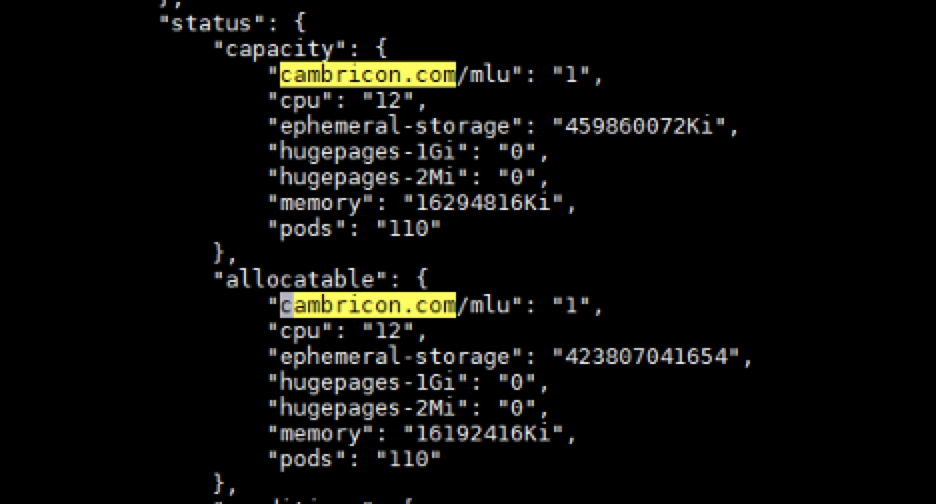 },
"status": {
"capacity": {
"cambricon.com/mlu": "1",
"cpu": "12",
"ephemeral-storage": "459860072Ki",
"hugepages-1Gi": "0",
"hugepages-2Mi": "0",
"memory": "16294816Ki",
"pods": "110"
},
"allocatable": {
"cambricon.com/mlu": "1",
"cpu": "12",
"ephemeral-storage": "423807041654",
"hugepages-1Gi": "0",
"hugepages-2Mi": "0",
"memory": "16192416Ki",
"pods": "110"
},